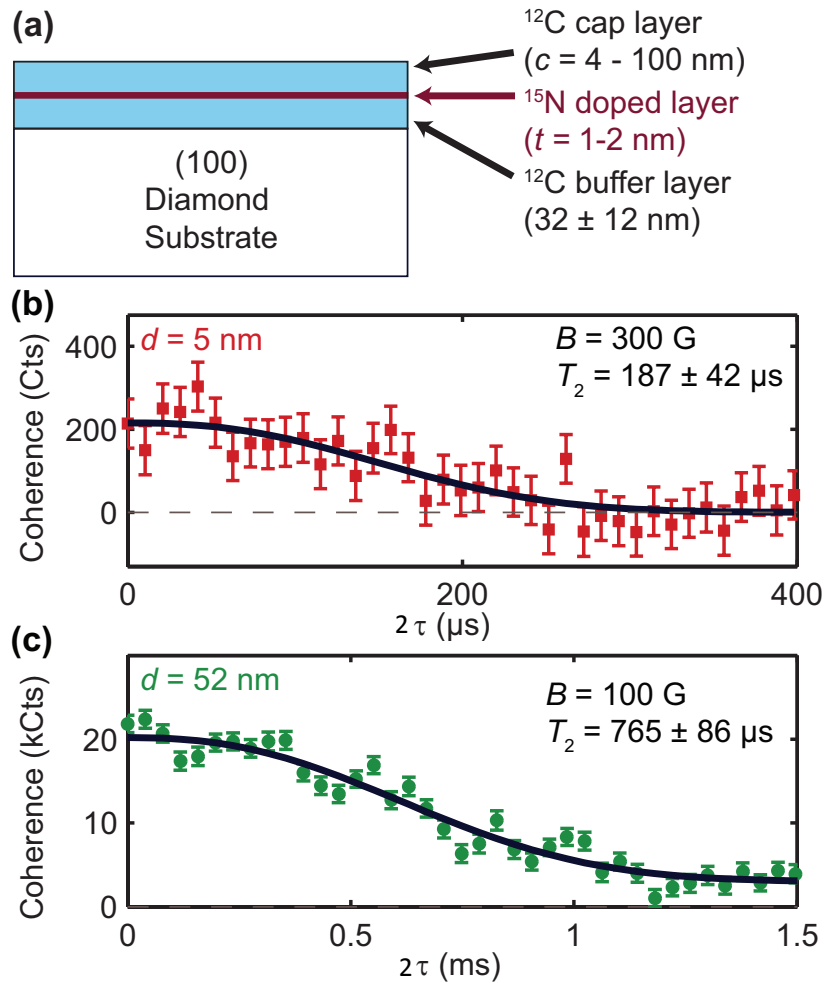 (a)
¹²C cap layer
(c = 4 - 100 nm)
¹⁵N doped layer
(t = 1-2 nm)
¹²C buffer layer
(32 ± 12 nm)
(100)
Diamond
Substrate
(b)
d = 5 nm
B = 300 G
T₂ = 187 ± 42 µs
Coherence (Cts)
400
200
0
0 200 400
2 τ (µs)
(c)
d = 52 nm
B = 100 G
T₂ = 765 ± 86 µs
Coherence (kCts)
20
10
0
0 0.5 1 1.5
2 τ (ms)